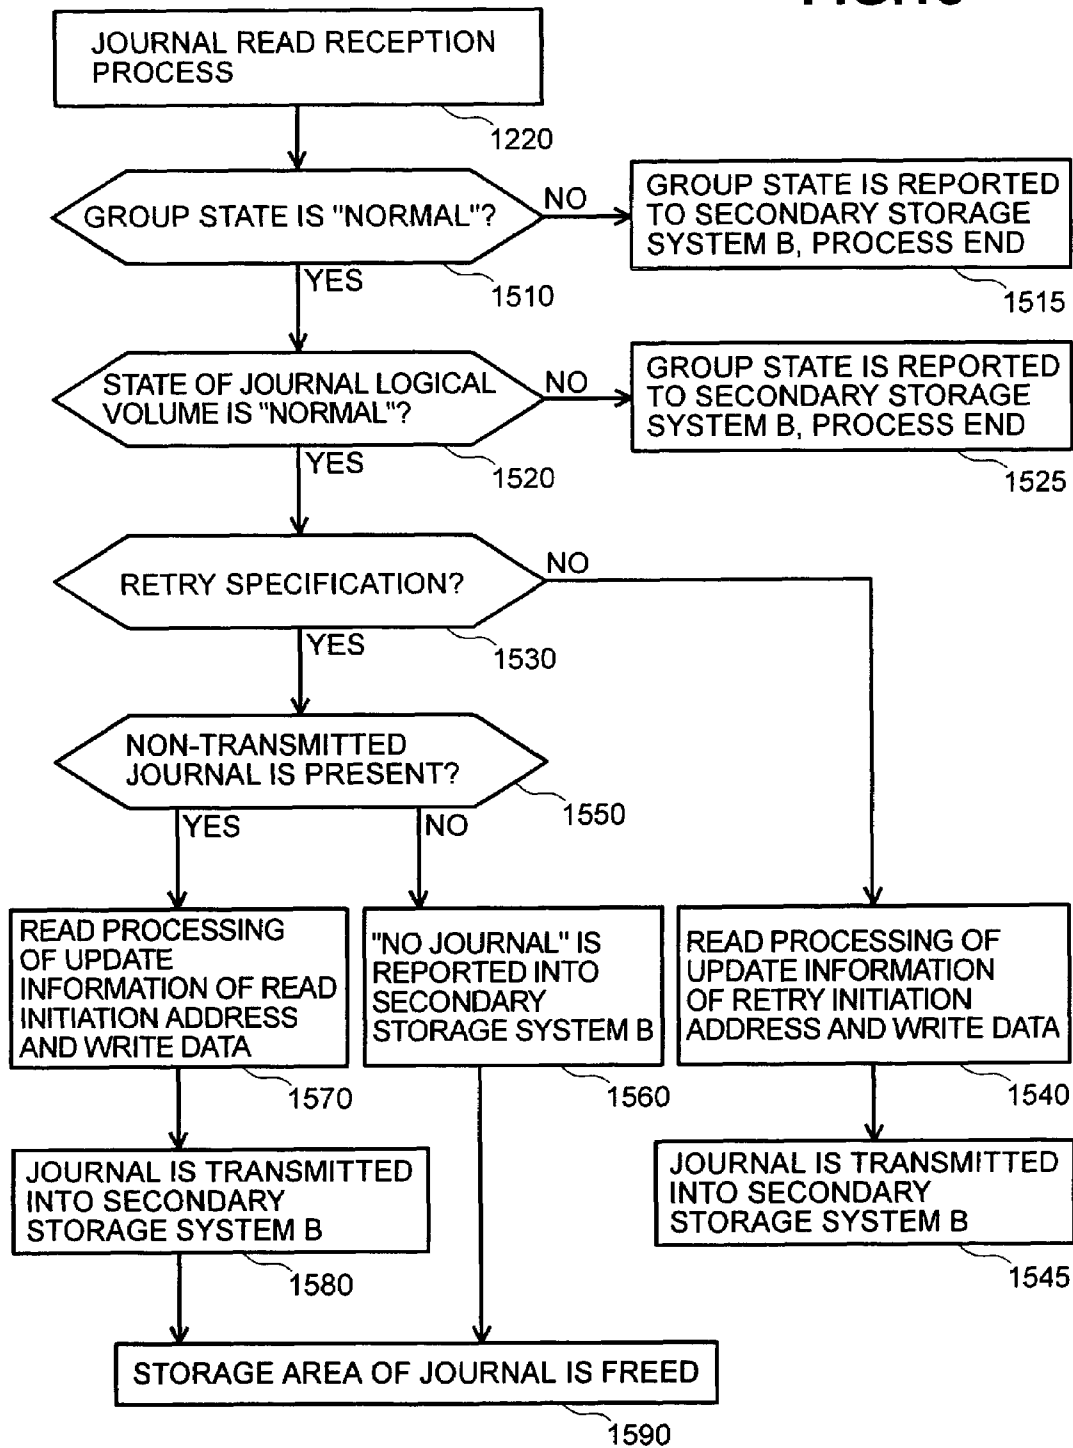 JOURNAL READ RECEPTION
PROCESS
1220
GROUP STATE IS "NORMAL"?
NO
GROUP STATE IS REPORTED
TO SECONDARY STORAGE
SYSTEM B, PROCESS END
YES
1510
1515
STATE OF JOURNAL LOGICAL
VOLUME IS "NORMAL"?
NO
GROUP STATE IS REPORTED
TO SECONDARY STORAGE
SYSTEM B, PROCESS END
YES
1520
1525
RETRY SPECIFICATION?
NO
YES
1530
NON-TRANSMITTED
JOURNAL IS PRESENT?
1550
YES
NO
READ PROCESSING
OF UPDATE
INFORMATION OF READ
INITIATION ADDRESS
AND WRITE DATA
1570
"NO JOURNAL" IS
REPORTED INTO
SECONDARY
STORAGE SYSTEM B
1560
READ PROCESSING OF
UPDATE INFORMATION
OF RETRY INITIATION
ADDRESS AND WRITE DATA
1540
JOURNAL IS TRANSMITTED
INTO SECONDARY
STORAGE SYSTEM B
1580
JOURNAL IS TRANSMITTED
INTO SECONDARY
STORAGE SYSTEM B
1545
STORAGE AREA OF JOURNAL IS FREED
1590